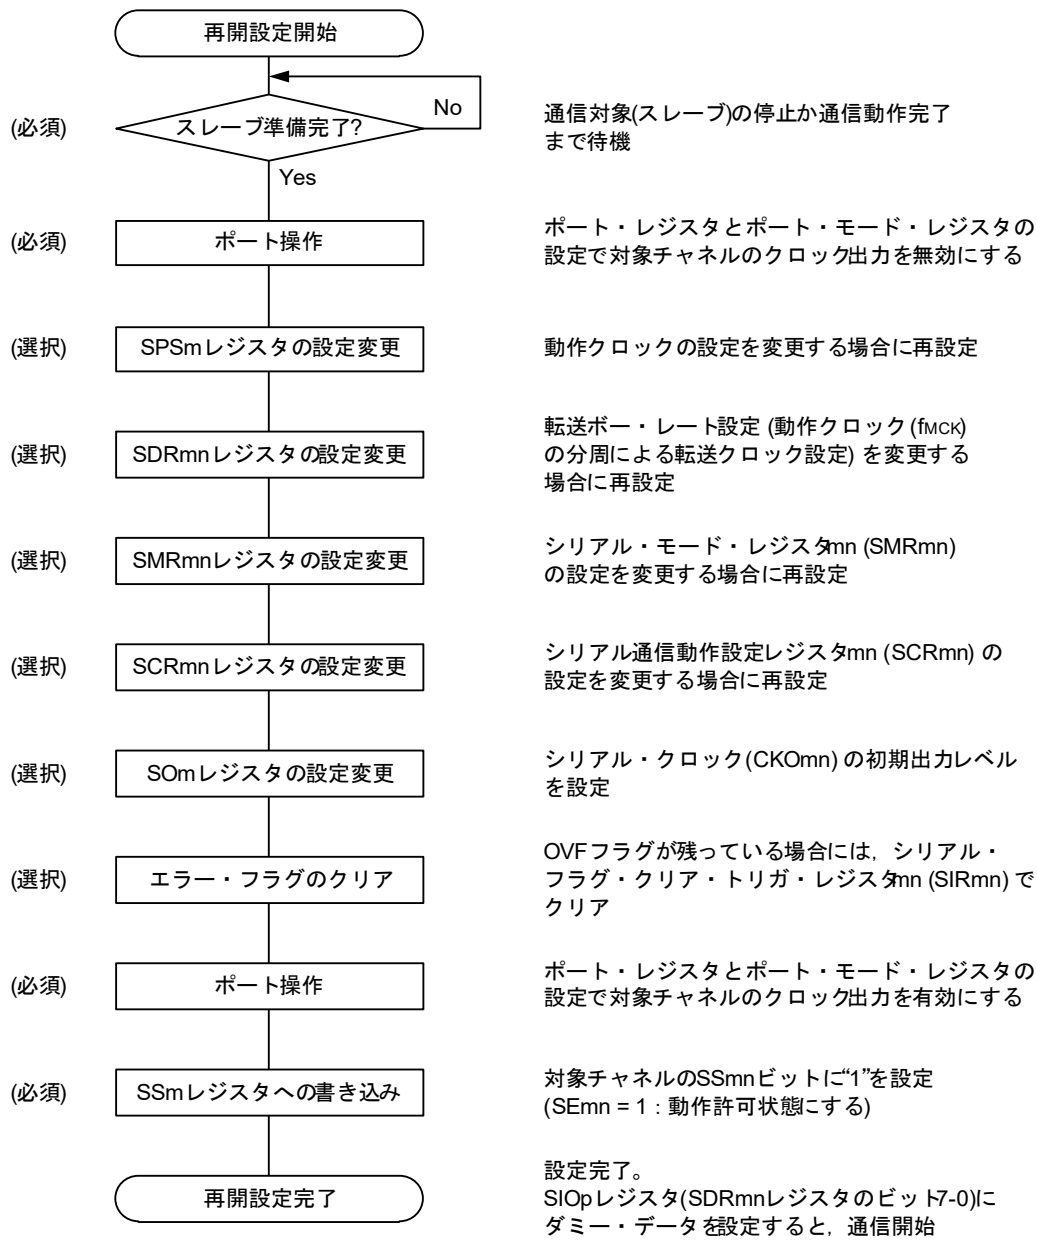 再開設定開始
No
(必須)
スレーブ準備完了?
通信対象(スレーブ)の停止か通信動作完了
まで待機
Yes
(必須)
ポート操作
ポート・レジスタとポート・モード・レジスタの
設定で対象チャネルのクロック出力を無効にする
(選択)
SPSmレジスタの設定変更
動作クロックの設定を変更する場合に再設定
(選択)
SDRmnレジスタの設定変更
転送ボー・レート設定 (動作クロック (fMCK)
の分周による転送クロック設定) を変更する
場合に再設定
(選択)
SMRmnレジスタの設定変更
シリアル・モード・レジスタmn (SMRmn)
の設定を変更する場合に再設定
(選択)
SCRmnレジスタの設定変更
シリアル通信動作設定レジスタmn (SCRmn) の
設定を変更する場合に再設定
(選択)
SOmレジスタの設定変更
シリアル・クロック(CKOmn) の初期出力レベル
を設定
(選択)
エラー・フラグのクリア
OVFフラグが残っている場合には，シリアル・
フラグ・クリア・トリガ・レジスタmn (SIRmn) で
クリア
(必須)
ポート操作
ポート・レジスタとポート・モード・レジスタの
設定で対象チャネルのクロック出力を有効にする
(必須)
SSmレジスタへの書き込み
対象チャネルのSSmnビットに“1”を設定
(SEmn = 1：動作許可状態にする)
再開設定完了
設定完了。
SIOpレジスタ(SDRmnレジスタのビット7-0)に
ダミー・データを設定すると，通信開始